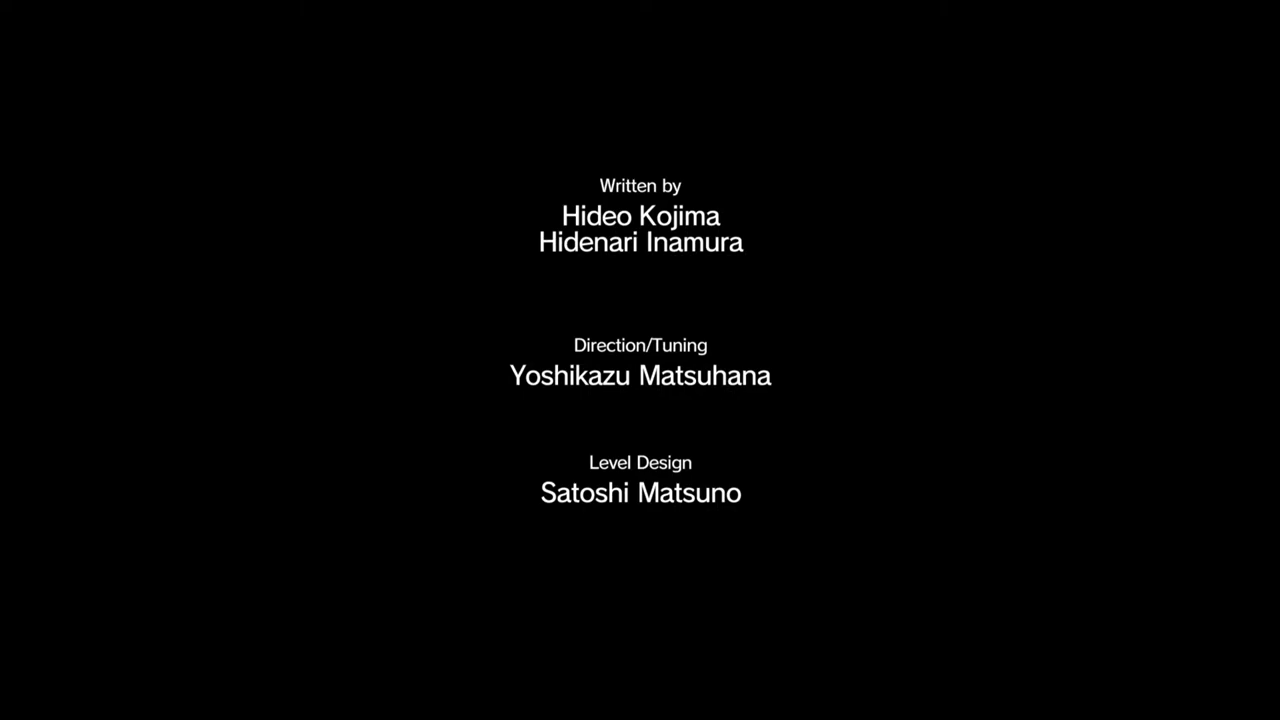 Written by
Hideo Kojima
Hidenari Inamura
Direction/Tuning
Yoshikazu Matsuhana
Level Design
Satoshi Matsuno